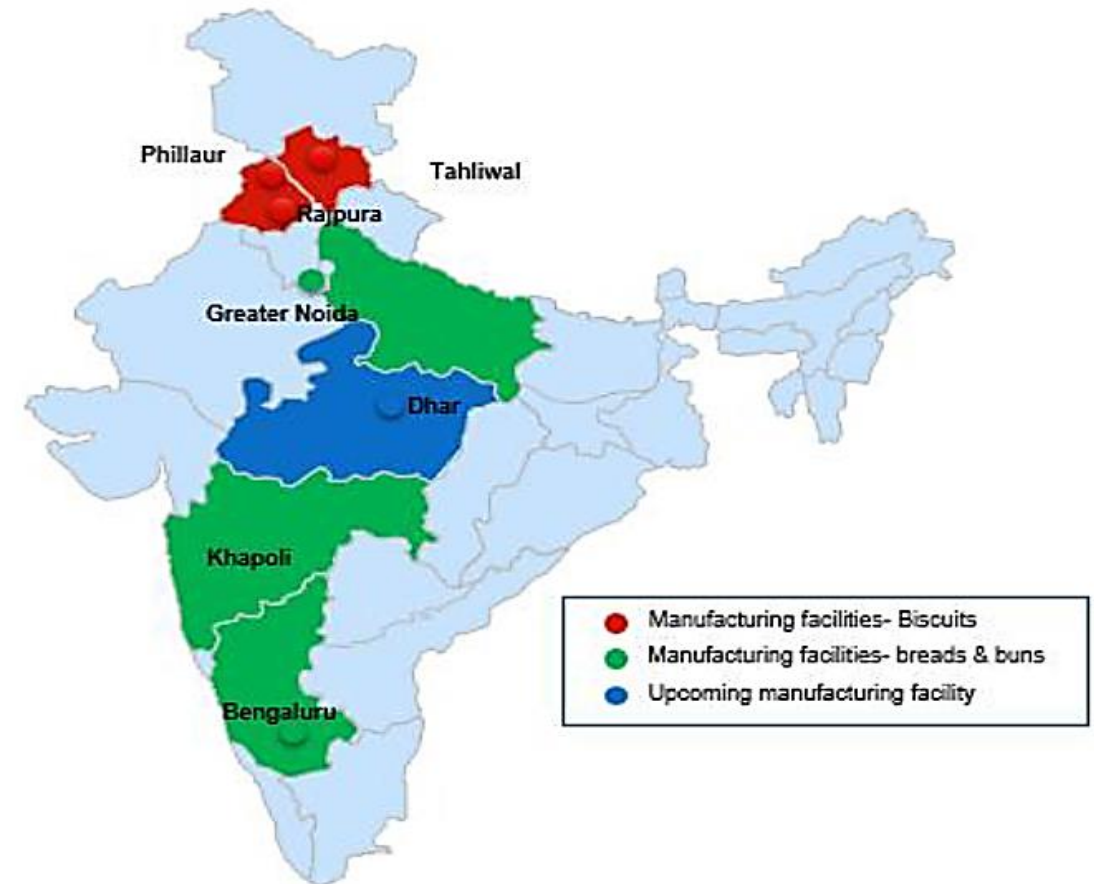 Phillaur
Tahliwal
Rajpura
Greater Noida
Dhar
Khapoli
Bengaluru
Manufacturing facilities- Biscuits
Manufacturing facilities- breads & buns
Upcoming manufacturing facility